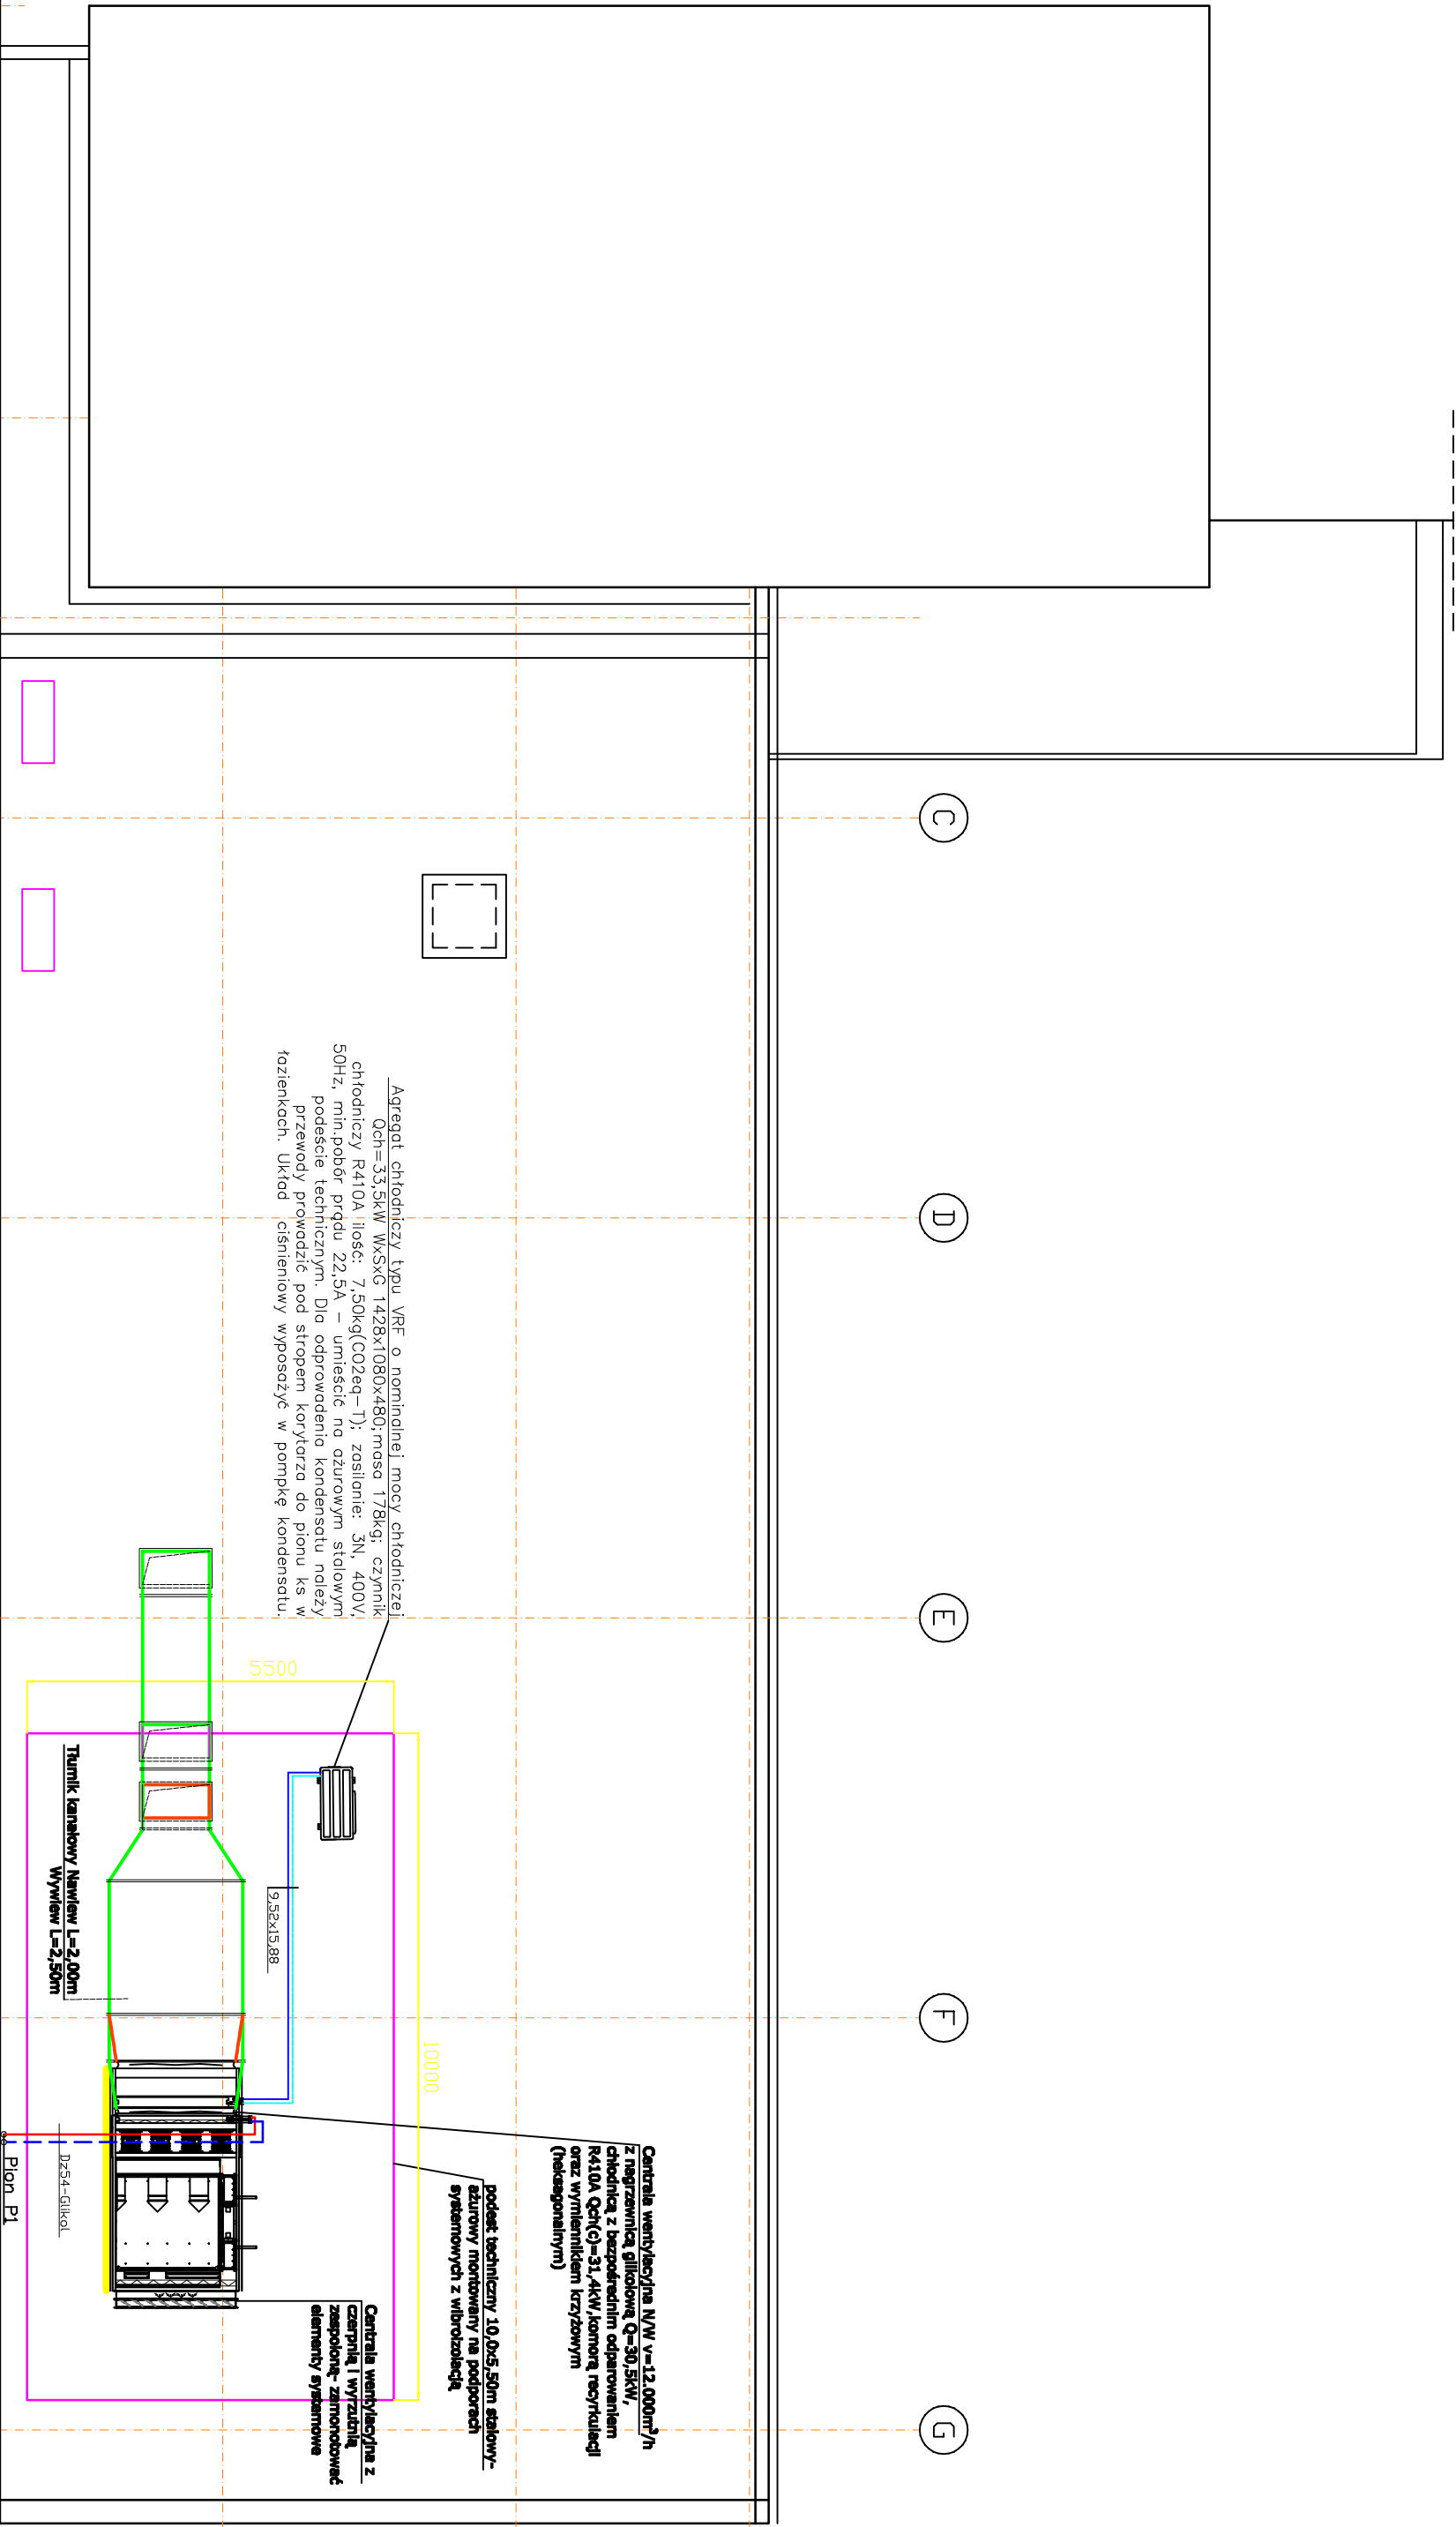 C
D
E
F
G
Agregat chłodniczy typu VRF o nominalnej mocy chłodniczej
Qch=33,5kW WxSxG 1428x1080x480;masa 178kg; czynnik
chłodniczy R410A ilość: 7,50kg(CO2eq-T); zasilanie: 3N, 400V,
50Hz, min.pobór prądu 22,5A - umieścić na ażurowym stalowym
podeście technicznym. Dla odprowadenia kondensatu należy
przewody prowadzić pod stropem korytarza do pionu ks w
łazienkach. Układ ciśnieniowy wyposażyć w pompkę kondensatu.
5500
10000
9,52x15,88
Tłumik kanałowy Nawiew L=2,00m
Wywiew L=2,50m
Centrala wentylacyjna N/W v=12.000m³/h
z nagrzewnicą glikolową Q=30,5kW,
chłodnicą z bezpośrednim odparowaniem
R410A Qch(c)=31,4kW,komorą recyrkulacji
oraz wymiennikiem krzyżowym
(heksagonalnym)
podest techniczny 10,0x5,50m stalowy-
ażurowy montowany na podporach
systemowych z wibroizolacją
Centrala wentylacyjna z
czerpnią i wyrzutnią
zespoloną- zamonotować
elementy systemowe
Dz54-Glikol
Pion P1